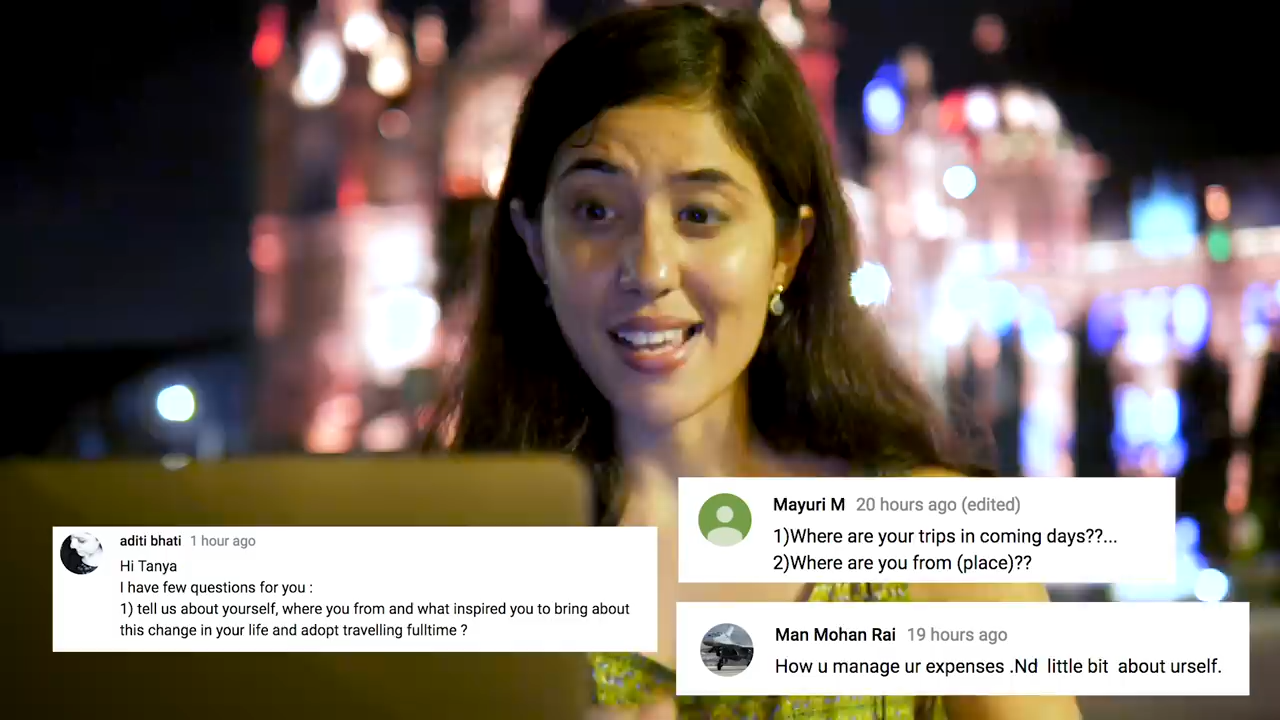 aditi bhati 1 hour ago
Hi Tanya
I have few questions for you :
1) tell us about yourself, where you from and what inspired you to bring about
this change in your life and adopt travelling fulltime ?
Mayuri M 20 hours ago (edited)
1)Where are your trips in coming days??...
2)Where are you from (place)??
Man Mohan Rai 19 hours ago
How u manage ur expenses .Nd little bit about urself.